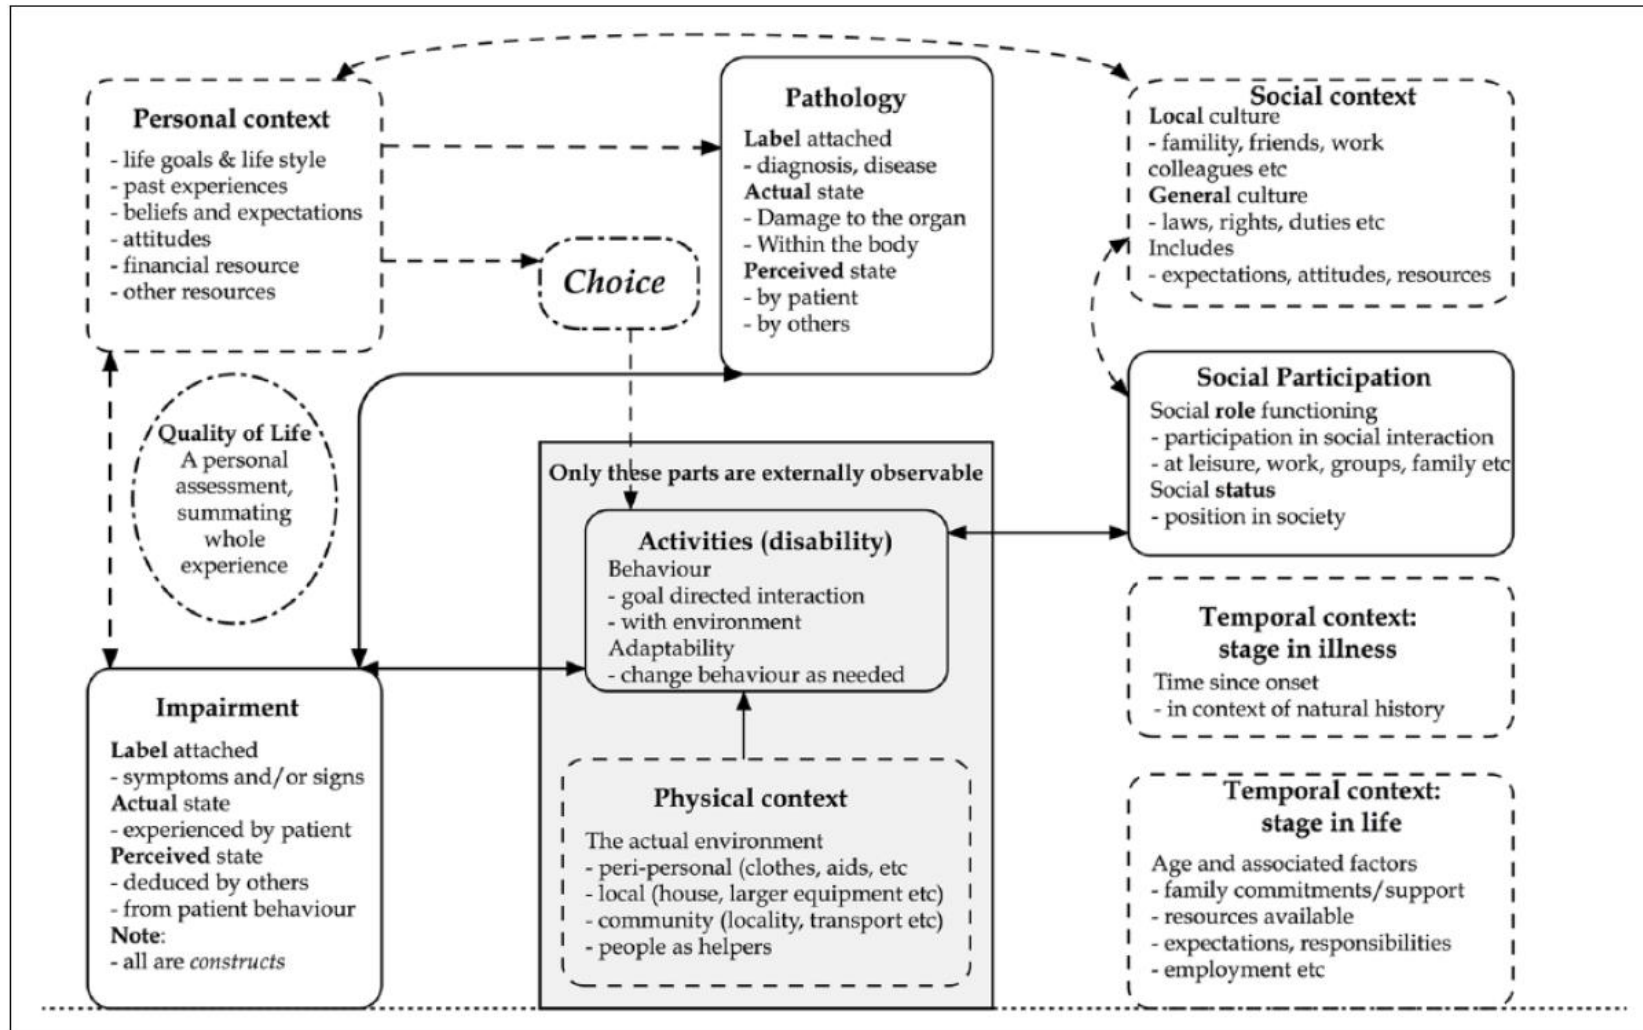 Personal context
- life goals & life style
- past experiences
- beliefs and expectations
- attitudes
- financial resource
- other resources
Choice
Pathology
Label attached
- diagnosis, disease
Actual state
- Damage to the organ
- Within the body
Perceived state
- by patient
- by others
Social context
Local culture
- famility, friends, work
colleagues etc
General culture
- laws, rights, duties etc
Includes
- expectations, attitudes, resources
Quality of Life
A personal
assessment,
summating
whole
experience
Only these parts are externally observable
Activities (disability)
Behaviour
- goal directed interaction
- with environment
Adaptability
- change behaviour as needed
Social Participation
Social role functioning
- participation in social interaction
- at leisure, work, groups, family etc
Social status
- position in society
Temporal context:
stage in illness
Time since onset
- in context of natural history
Impairment
Label attached
- symptoms and/or signs
Actual state
- experienced by patient
Perceived state
- deduced by others
- from patient behaviour
Note:
- all are constructs
Physical context
The actual environment
- peri-personal (clothes, aids, etc
- local (house, larger equipment etc)
- community (locality, transport etc)
- people as helpers
Temporal context:
stage in life
Age and associated factors
- family commitments/support
- resources available
- expectations, responsibilities
- employment etc